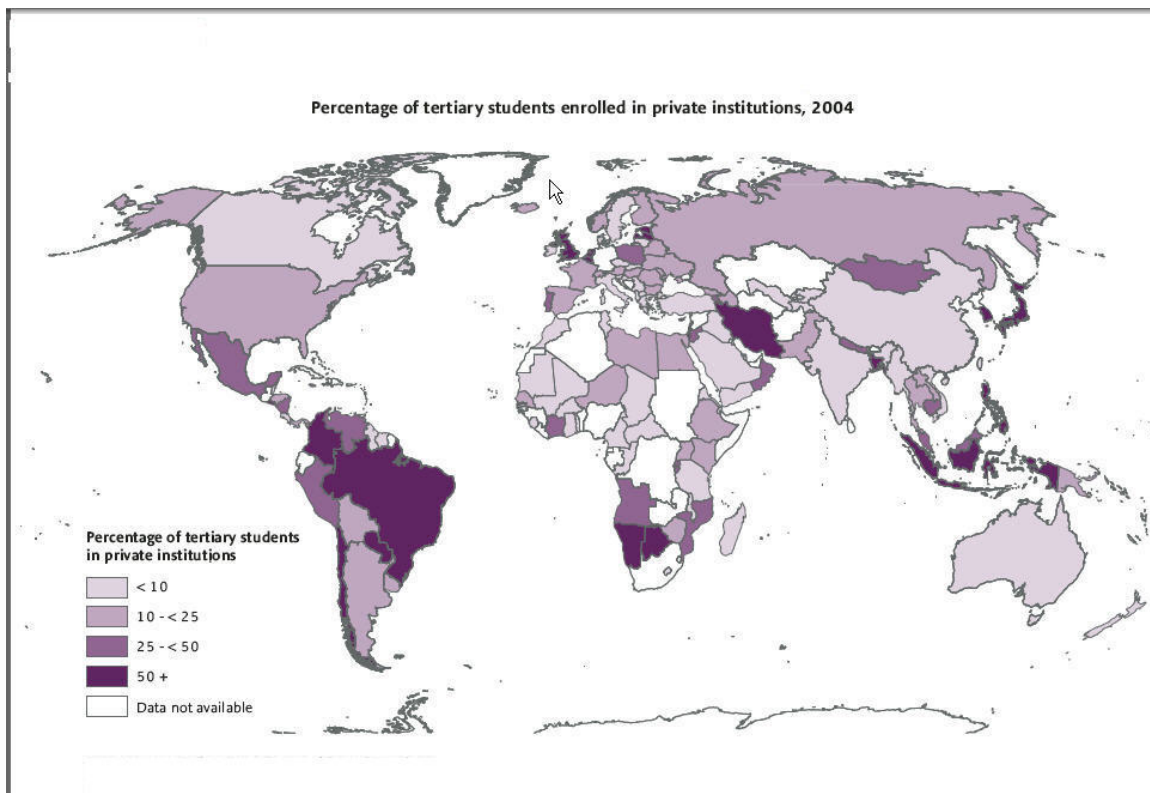 Percentage of tertiary students enrolled in private institutions, 2004
Percentage of tertiary students
in private institutions
< 10
10 - < 25
25 - < 50
50 +
Data not available